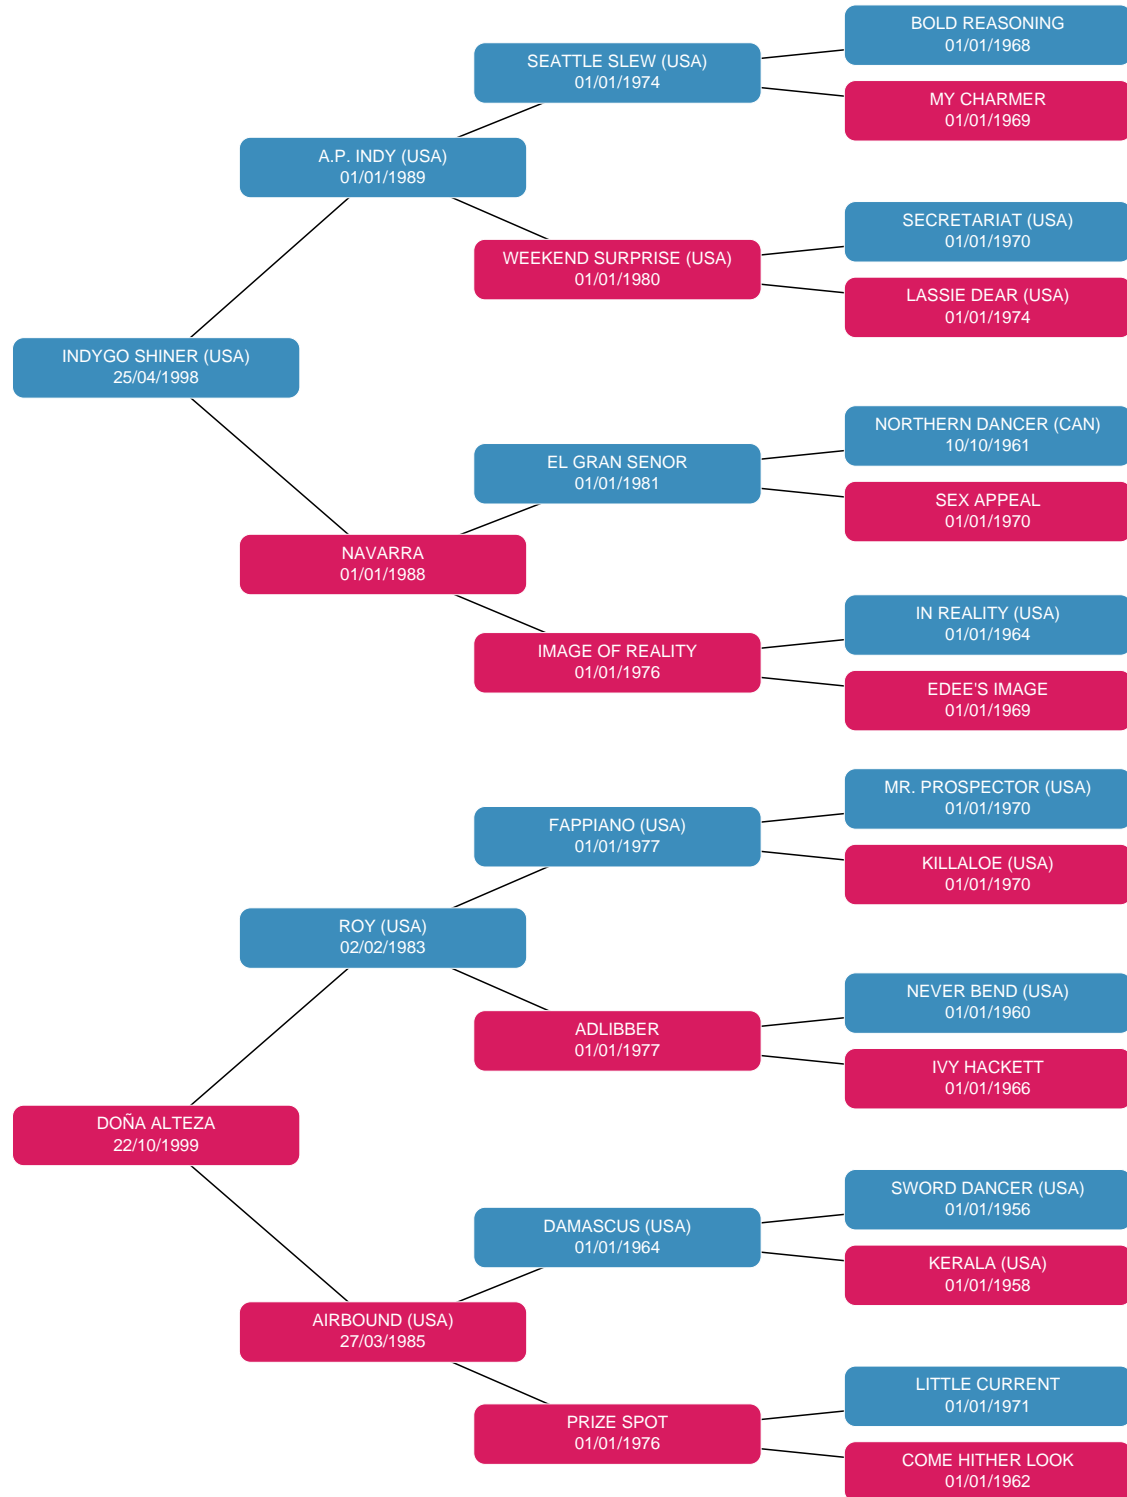 BOLD REASONING
01/01/1968
SEATTLE SLEW (USA)
01/01/1974
MY CHARMER
01/01/1969
A.P. INDY (USA)
01/01/1989
SECRETARIAT (USA)
01/01/1970
WEEKEND SURPRISE (USA)
01/01/1980
LASSIE DEAR (USA)
01/01/1974
INDYGO SHINER (USA)
25/04/1998
NORTHERN DANCER (CAN)
10/10/1961
EL GRAN SENOR
01/01/1981
SEX APPEAL
01/01/1970
NAVARRA
01/01/1988
IN REALITY (USA)
01/01/1964
IMAGE OF REALITY
01/01/1976
EDEE'S IMAGE
01/01/1969
MR. PROSPECTOR (USA)
01/01/1970
FAPPIANO (USA)
01/01/1977
KILLALOE (USA)
01/01/1970
ROY (USA)
02/02/1983
NEVER BEND (USA)
01/01/1960
ADLIBBER
01/01/1977
IVY HACKETT
01/01/1966
DOÑA ALTEZA
22/10/1999
SWORD DANCER (USA)
01/01/1956
DAMASCUS (USA)
01/01/1964
KERALA (USA)
01/01/1958
AIRBOUND (USA)
27/03/1985
LITTLE CURRENT
01/01/1971
PRIZE SPOT
01/01/1976
COME HITHER LOOK
01/01/1962